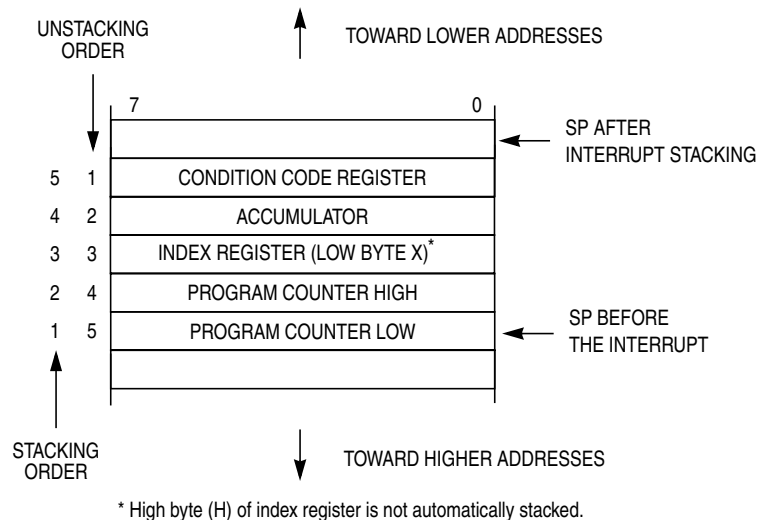 UNSTACKING
ORDER
TOWARD LOWER ADDRESSES
7 0
SP AFTER
INTERRUPT STACKING
5 1 CONDITION CODE REGISTER
4 2 ACCUMULATOR
3 3 INDEX REGISTER (LOW BYTE X)*
2 4 PROGRAM COUNTER HIGH
1 5 PROGRAM COUNTER LOW
SP BEFORE
THE INTERRUPT
STACKING
ORDER
TOWARD HIGHER ADDRESSES
* High byte (H) of index register is not automatically stacked.